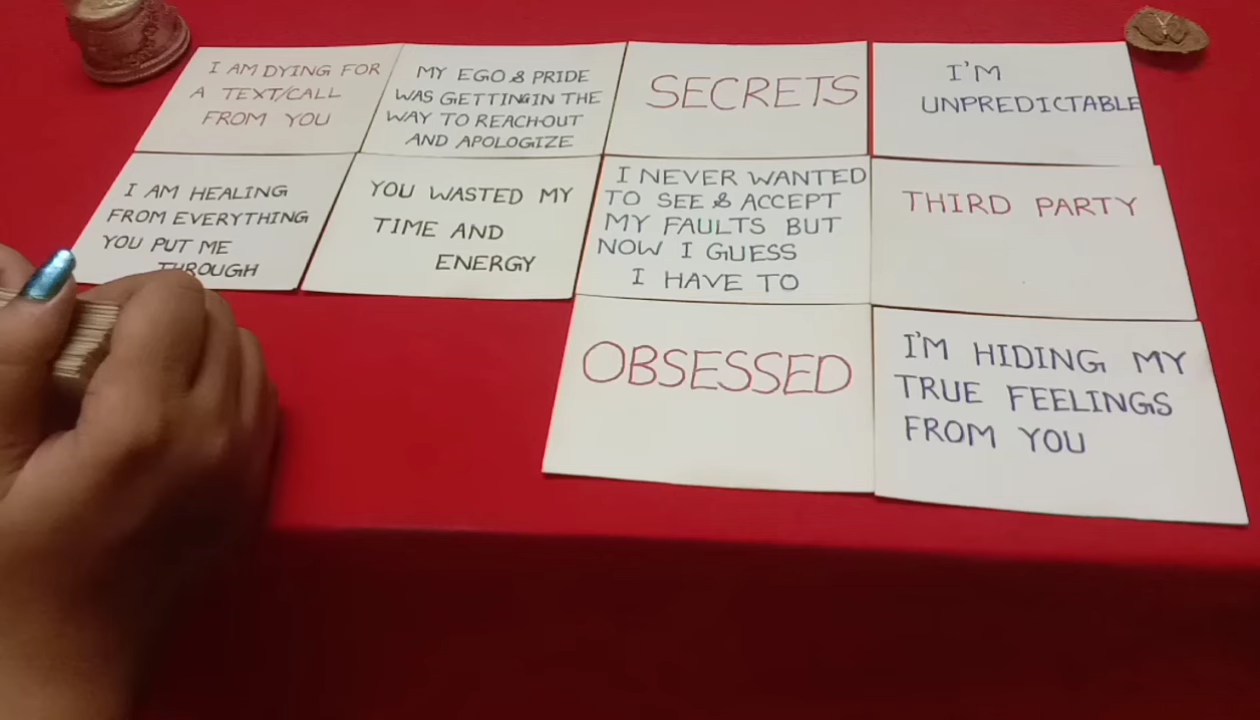 I AM DYING FOR
A TEXT/CALL
FROM YOU
MY EGO & PRIDE
WAS GETTING IN THE
WAY TO REACH OUT
AND APOLOGIZE
SECRETS
I'M
UNPREDICTABLE
I AM HEALING
FROM EVERYTHING
YOU PUT ME
THROUGH
YOU WASTED MY
TIME AND
ENERGY
I NEVER WANTED
TO SEE & ACCEPT
MY FAULTS BUT
NOW I GUESS
I HAVE TO
THIRD PARTY
OBSESSED
I'M HIDING MY
TRUE FEELINGS
FROM YOU